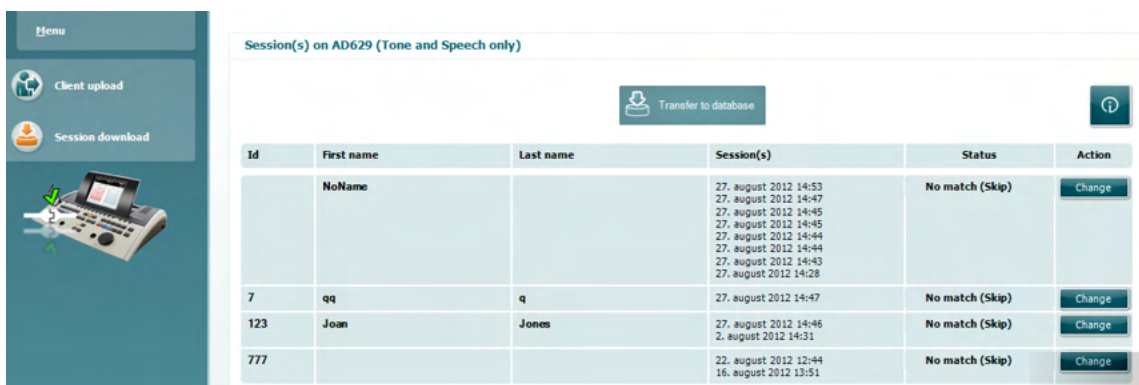 Menu
Client upload
Session download
Session(s) on AD629 (Tone and Speech only)
Transfer to database
Id First name Last name Session(s) Status Action
NoName 27. august 2012 14:53 No match (Skip) Change
27. august 2012 14:47
27. august 2012 14:45
27. august 2012 14:45
27. august 2012 14:44
27. august 2012 14:44
27. august 2012 14:43
27. august 2012 14:28
7 qq q 27. august 2012 14:47 No match (Skip) Change
123 Joan Jones 27. august 2012 14:46 No match (Skip) Change
2. august 2012 14:31
777 22. august 2012 12:44 No match (Skip) Change
16. august 2012 13:51